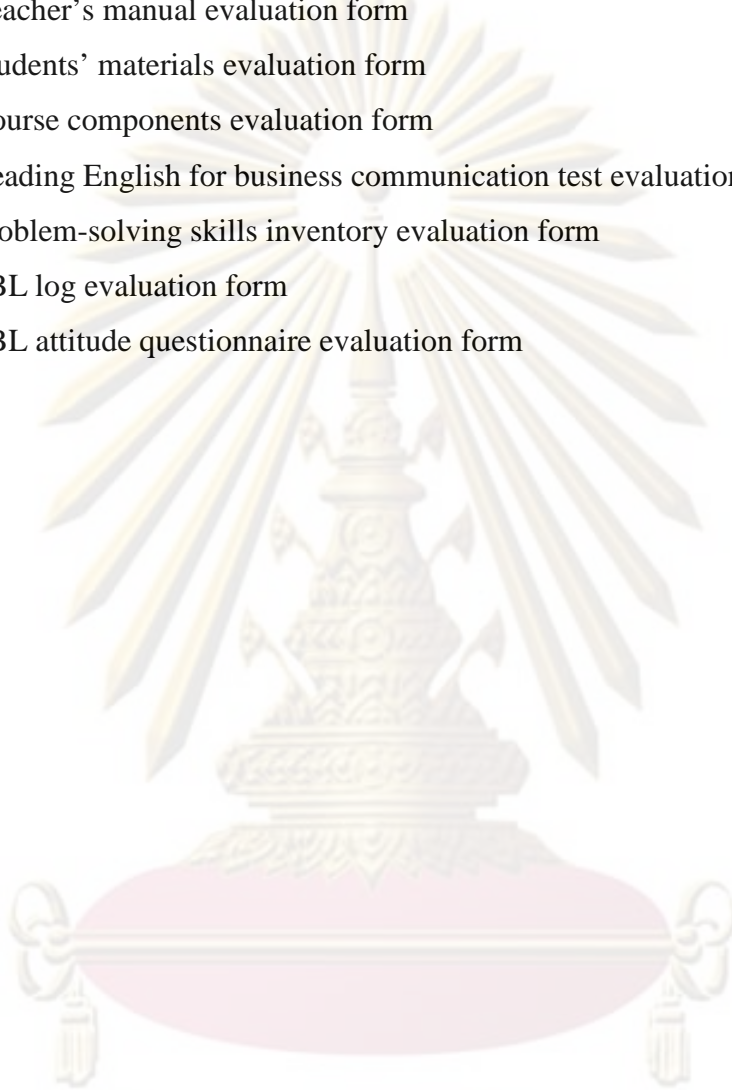 eacher's manual evaluation form
udents' materials evaluation form
ourse components evaluation form
eading English for business communication test evaluation
oblem-solving skills inventory evaluation form
BL log evaluation form
BL attitude questionnaire evaluation form